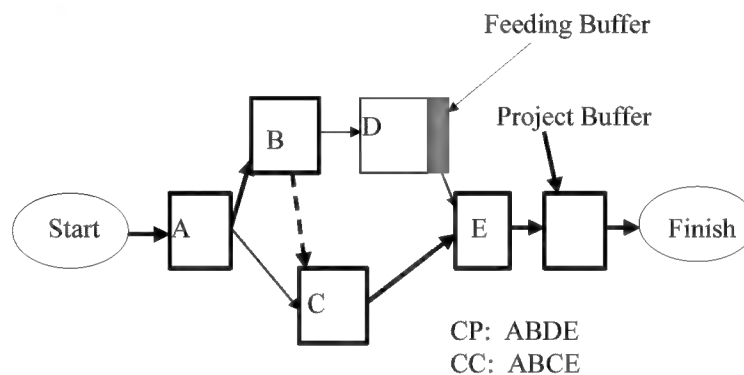 Feeding Buffer
Project Buffer
B
D
Start
A
E
Finish
C
CP: ABDE
CC: ABCE